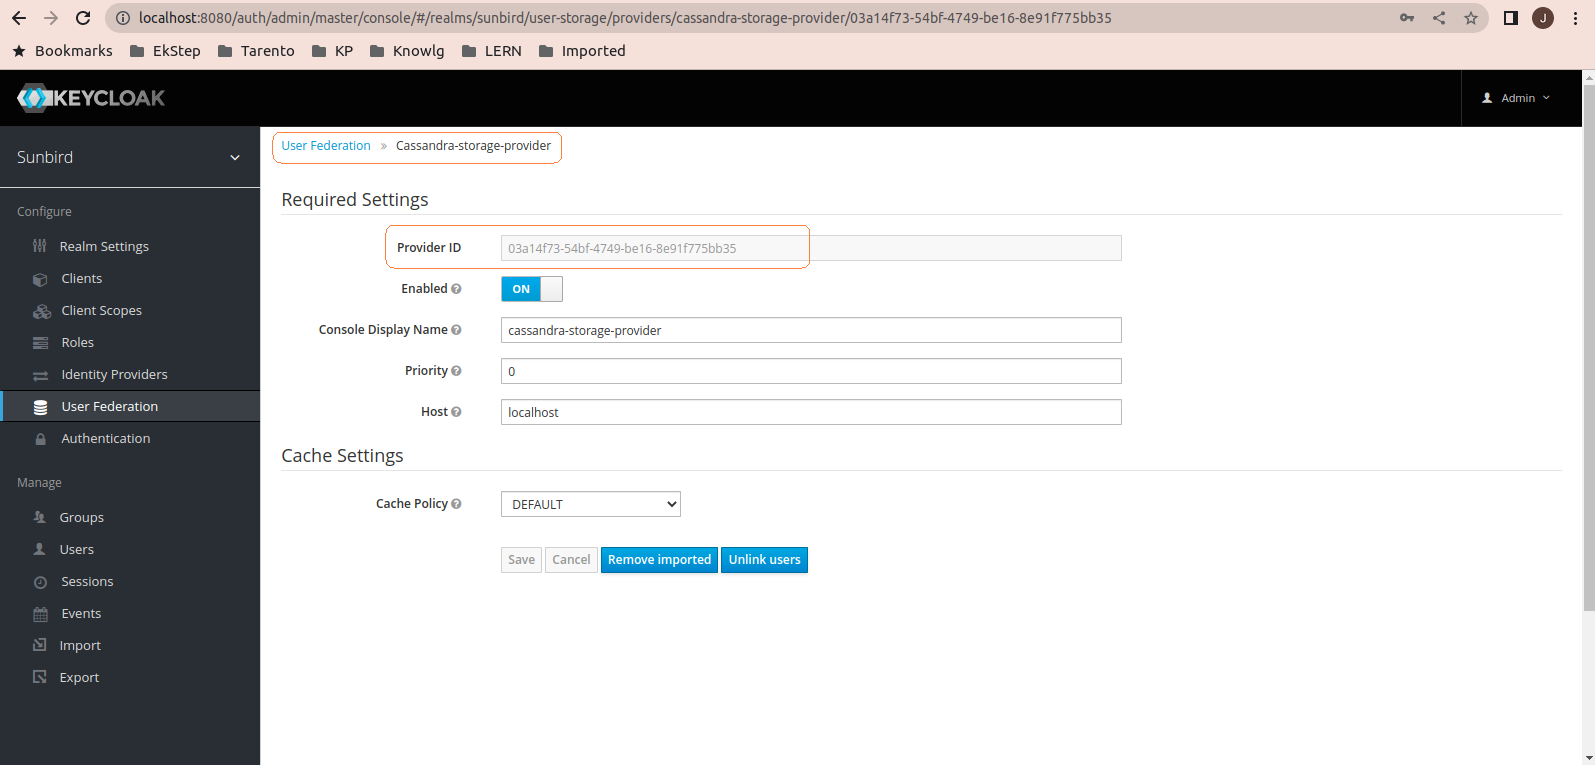 localhost:8080/auth/admin/master/console/#/realms/sunbird/user-storage/providers/cassandra-storage-provider/03a14f73-54bf-4749-be16-8e91f775bb35
J
Bookmarks EkStep Tarento KP Knowlg LERN Imported
KEYCLOAK
Admin
Sunbird
Configure
Realm Settings
Clients
Client Scopes
Roles
Identity Providers
User Federation
Authentication
Manage
Groups
Users
Sessions
Events
Import
Export
User Federation » Cassandra-storage-provider
Required Settings
Provider ID 03a14f73-54bf-4749-be16-8e91f775bb35
Enabled ON
Console Display Name cassandra-storage-provider
Priority 0
Host localhost
Cache Settings
Cache Policy DEFAULT
Save Cancel Remove imported Unlink users